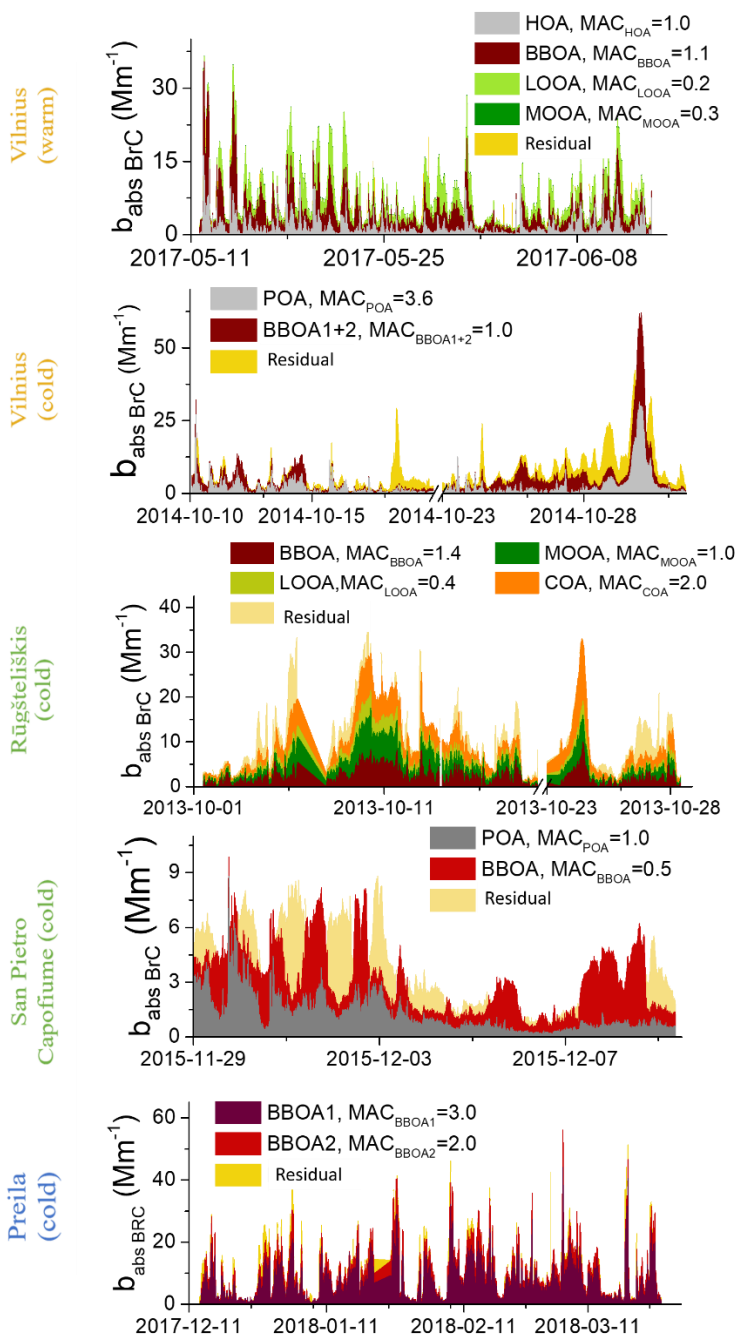 Vilnius
(warm)
b_abs BrC (Mm⁻¹)
30
15
0
HOA, MAC_HOA=1.0
BBOA, MAC_BBOA=1.1
LOOA, MAC_LOOA=0.2
MOOA, MAC_MOOA=0.3
Residual
2017-05-11 2017-05-25 2017-06-08
Vilnius
(cold)
b_abs BrC (Mm⁻¹)
50
25
0
POA, MAC_POA=3.6
BBOA1+2, MAC_BBOA1+2=1.0
Residual
2014-10-10 2014-10-15 2014-10-23 2014-10-28
Rūgšteliškis
(cold)
b_abs BrC (Mm⁻¹)
40
30
20
10
0
BBOA, MAC_BBOA=1.4 MOOA, MAC_MOOA=1.0
LOOA,MAC_LOOA=0.4 COA, MAC_COA=2.0
Residual
2013-10-01 2013-10-11 2013-10-23 2013-10-28
San Pietro
Capofiume (cold)
b_abs BrC (Mm⁻¹)
9
6
3
0
POA, MAC_POA=1.0
BBOA, MAC_BBOA=0.5
Residual
2015-11-29 2015-12-03 2015-12-07
Preila
(cold)
b_abs BRC (Mm⁻¹)
60
40
20
0
BBOA1, MAC_BBOA1=3.0
BBOA2, MAC_BBOA2=2.0
Residual
2017-12-11 2018-01-11 2018-02-11 2018-03-11